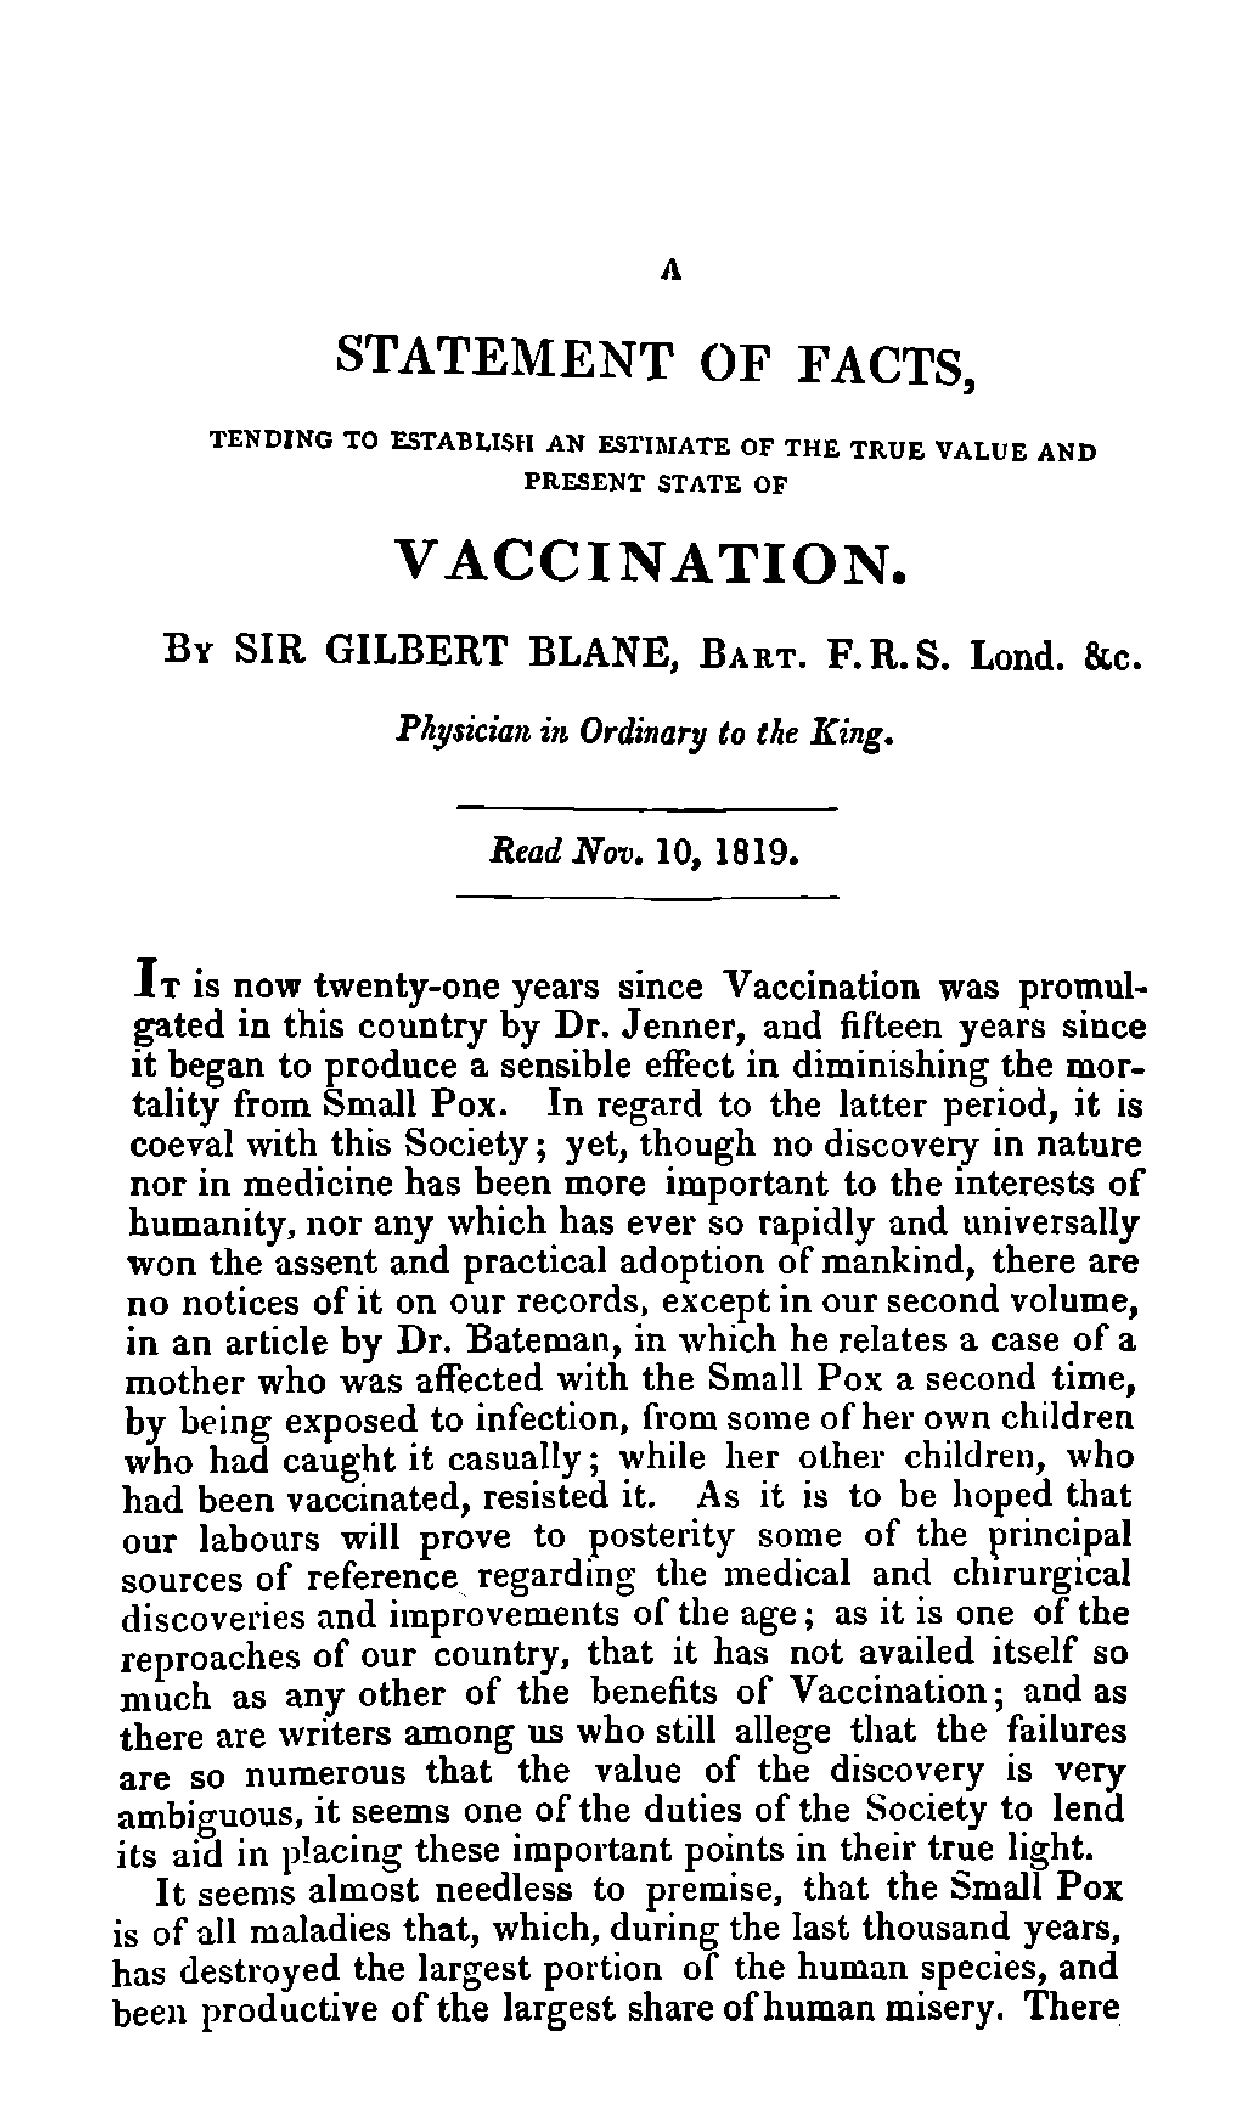 A
STATEMENT OF FACTS,
TENDING TO ESTABLISH AN ESTIMATE OF THE TRUE VALUE AND
PRESENT STATE OF
VACCINATION.
By SIR GILBERT BLANE, Bart. F.R.S. Lond. &c.
Physician in Ordinary to the King.
Read Nov. 10, 1819.
It is now twenty-one years since Vaccination was promul-
gated in this country by Dr. Jenner, and fifteen years since
it began to produce a sensible effect in diminishing the mor-
tality from Small Pox. In regard to the latter period, it is
coeval with this Society; yet, though no discovery in nature
nor in medicine has been more important to the interests of
humanity, nor any which has ever so rapidly and universally
won the assent and practical adoption of mankind, there are
no notices of it on our records, except in our second volume,
in an article by Dr. Bateman, in which he relates a case of a
mother who was affected with the Small Pox a second time,
by being exposed to infection, from some of her own children
who had caught it casually; while her other children, who
had been vaccinated, resisted it. As it is to be hoped that
our labours will prove to posterity some of the principal
sources of reference regarding the medical and chirurgical
discoveries and improvements of the age; as it is one of the
reproaches of our country, that it has not availed itself so
much as any other of the benefits of Vaccination; and as
there are writers among us who still allege that the failures
are so numerous that the value of the discovery is very
ambiguous, it seems one of the duties of the Society to lend
its aid in placing these important points in their true light.
It seems almost needless to premise, that the Small Pox
is of all maladies that, which, during the last thousand years,
has destroyed the largest portion of the human species, and
been productive of the largest share of human misery. There